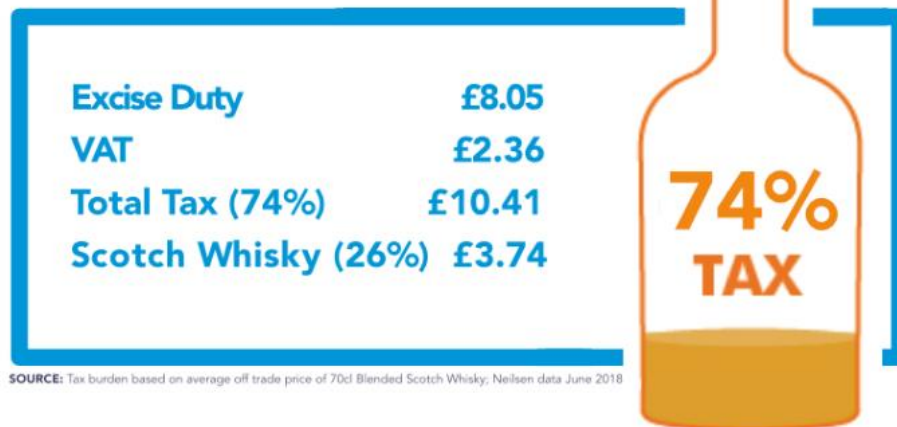 Excise Duty £8.05
VAT £2.36
Total Tax (74%) £10.41
Scotch Whisky (26%) £3.74
74%
TAX
SOURCE: Tax burden based on average off trade price of 70cl Blended Scotch Whisky; Neilsen data June 2018